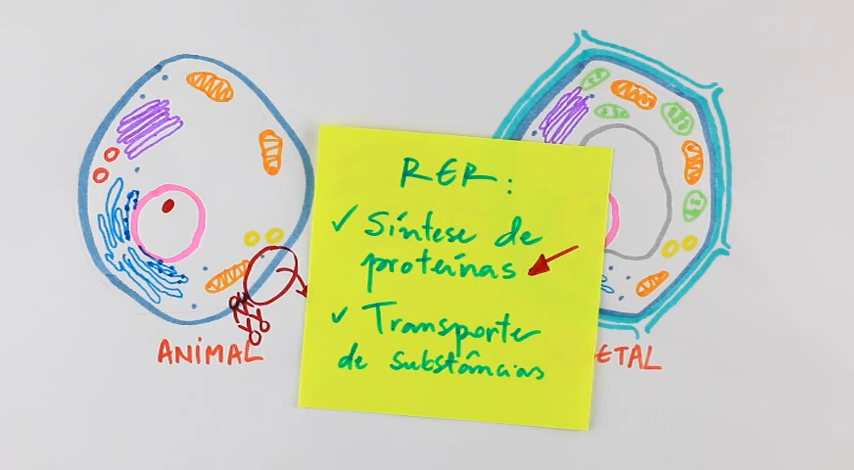 RER:
✓ Síntese de
proteínas
✓ Transporte
de substâncias
ANIMAL
ETAL